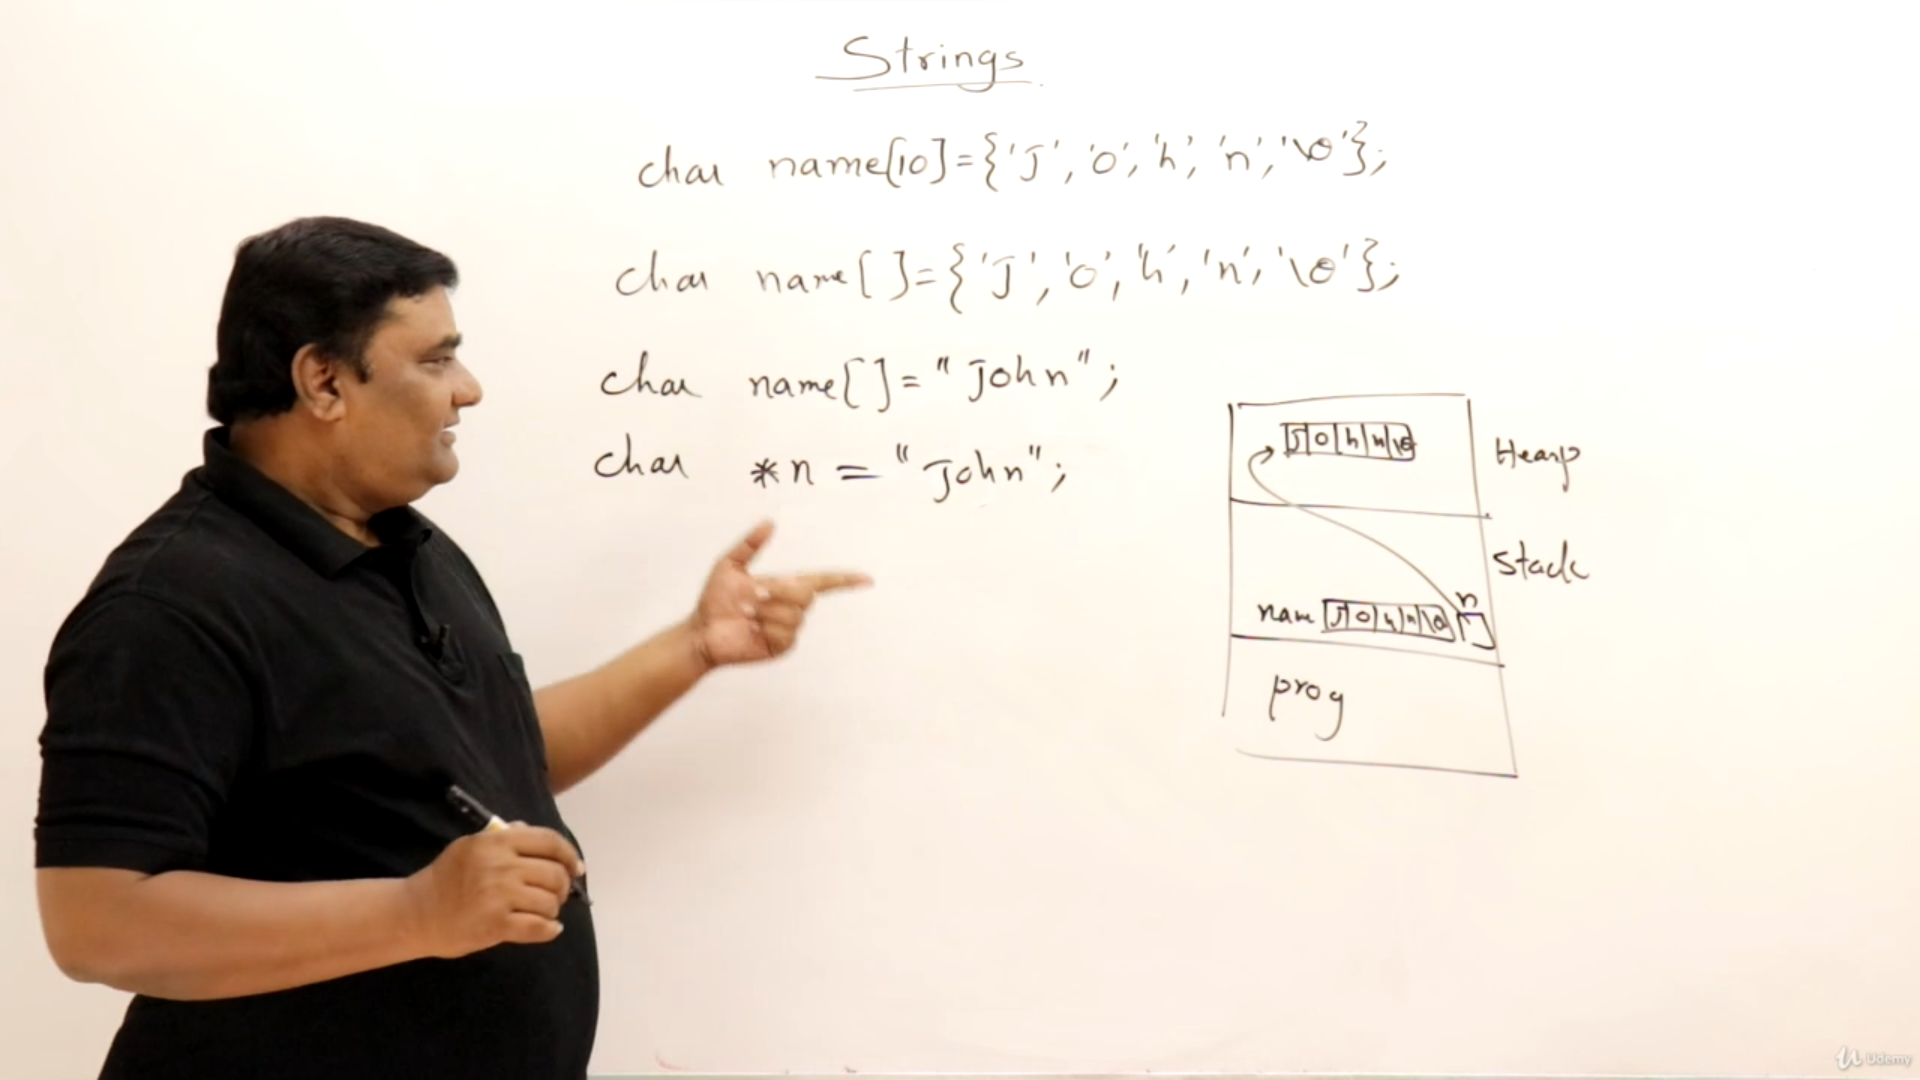 Strings
char name[10]={'J','o','h','n','\0'};
char name[]={'J','o','h','n','\0'};
char name[]="John";
char *n = "John";
J o h n \0
Heap
Stack
n
name J o h n \0
prog
Udemy